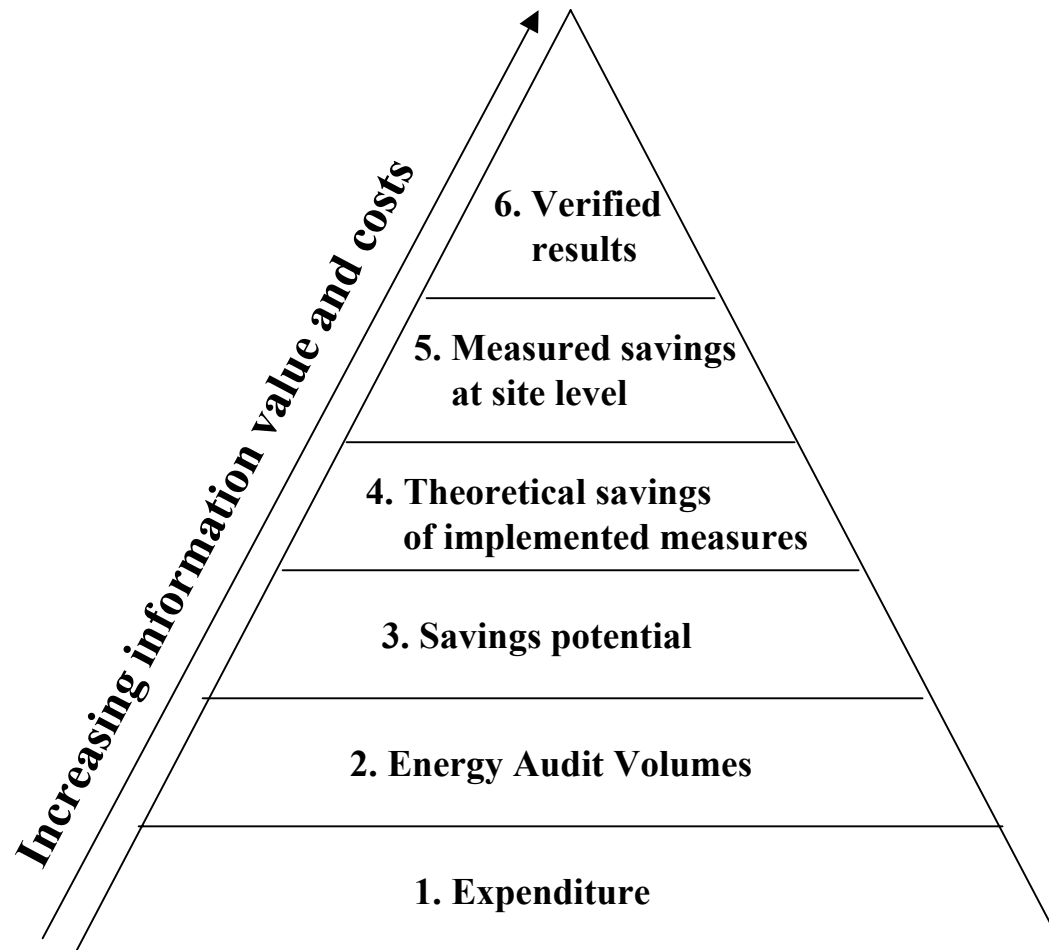 Increasing information value and costs
6. Verified
results
5. Measured savings
at site level
4. Theoretical savings
of implemented measures
3. Savings potential
2. Energy Audit Volumes
1. Expenditure